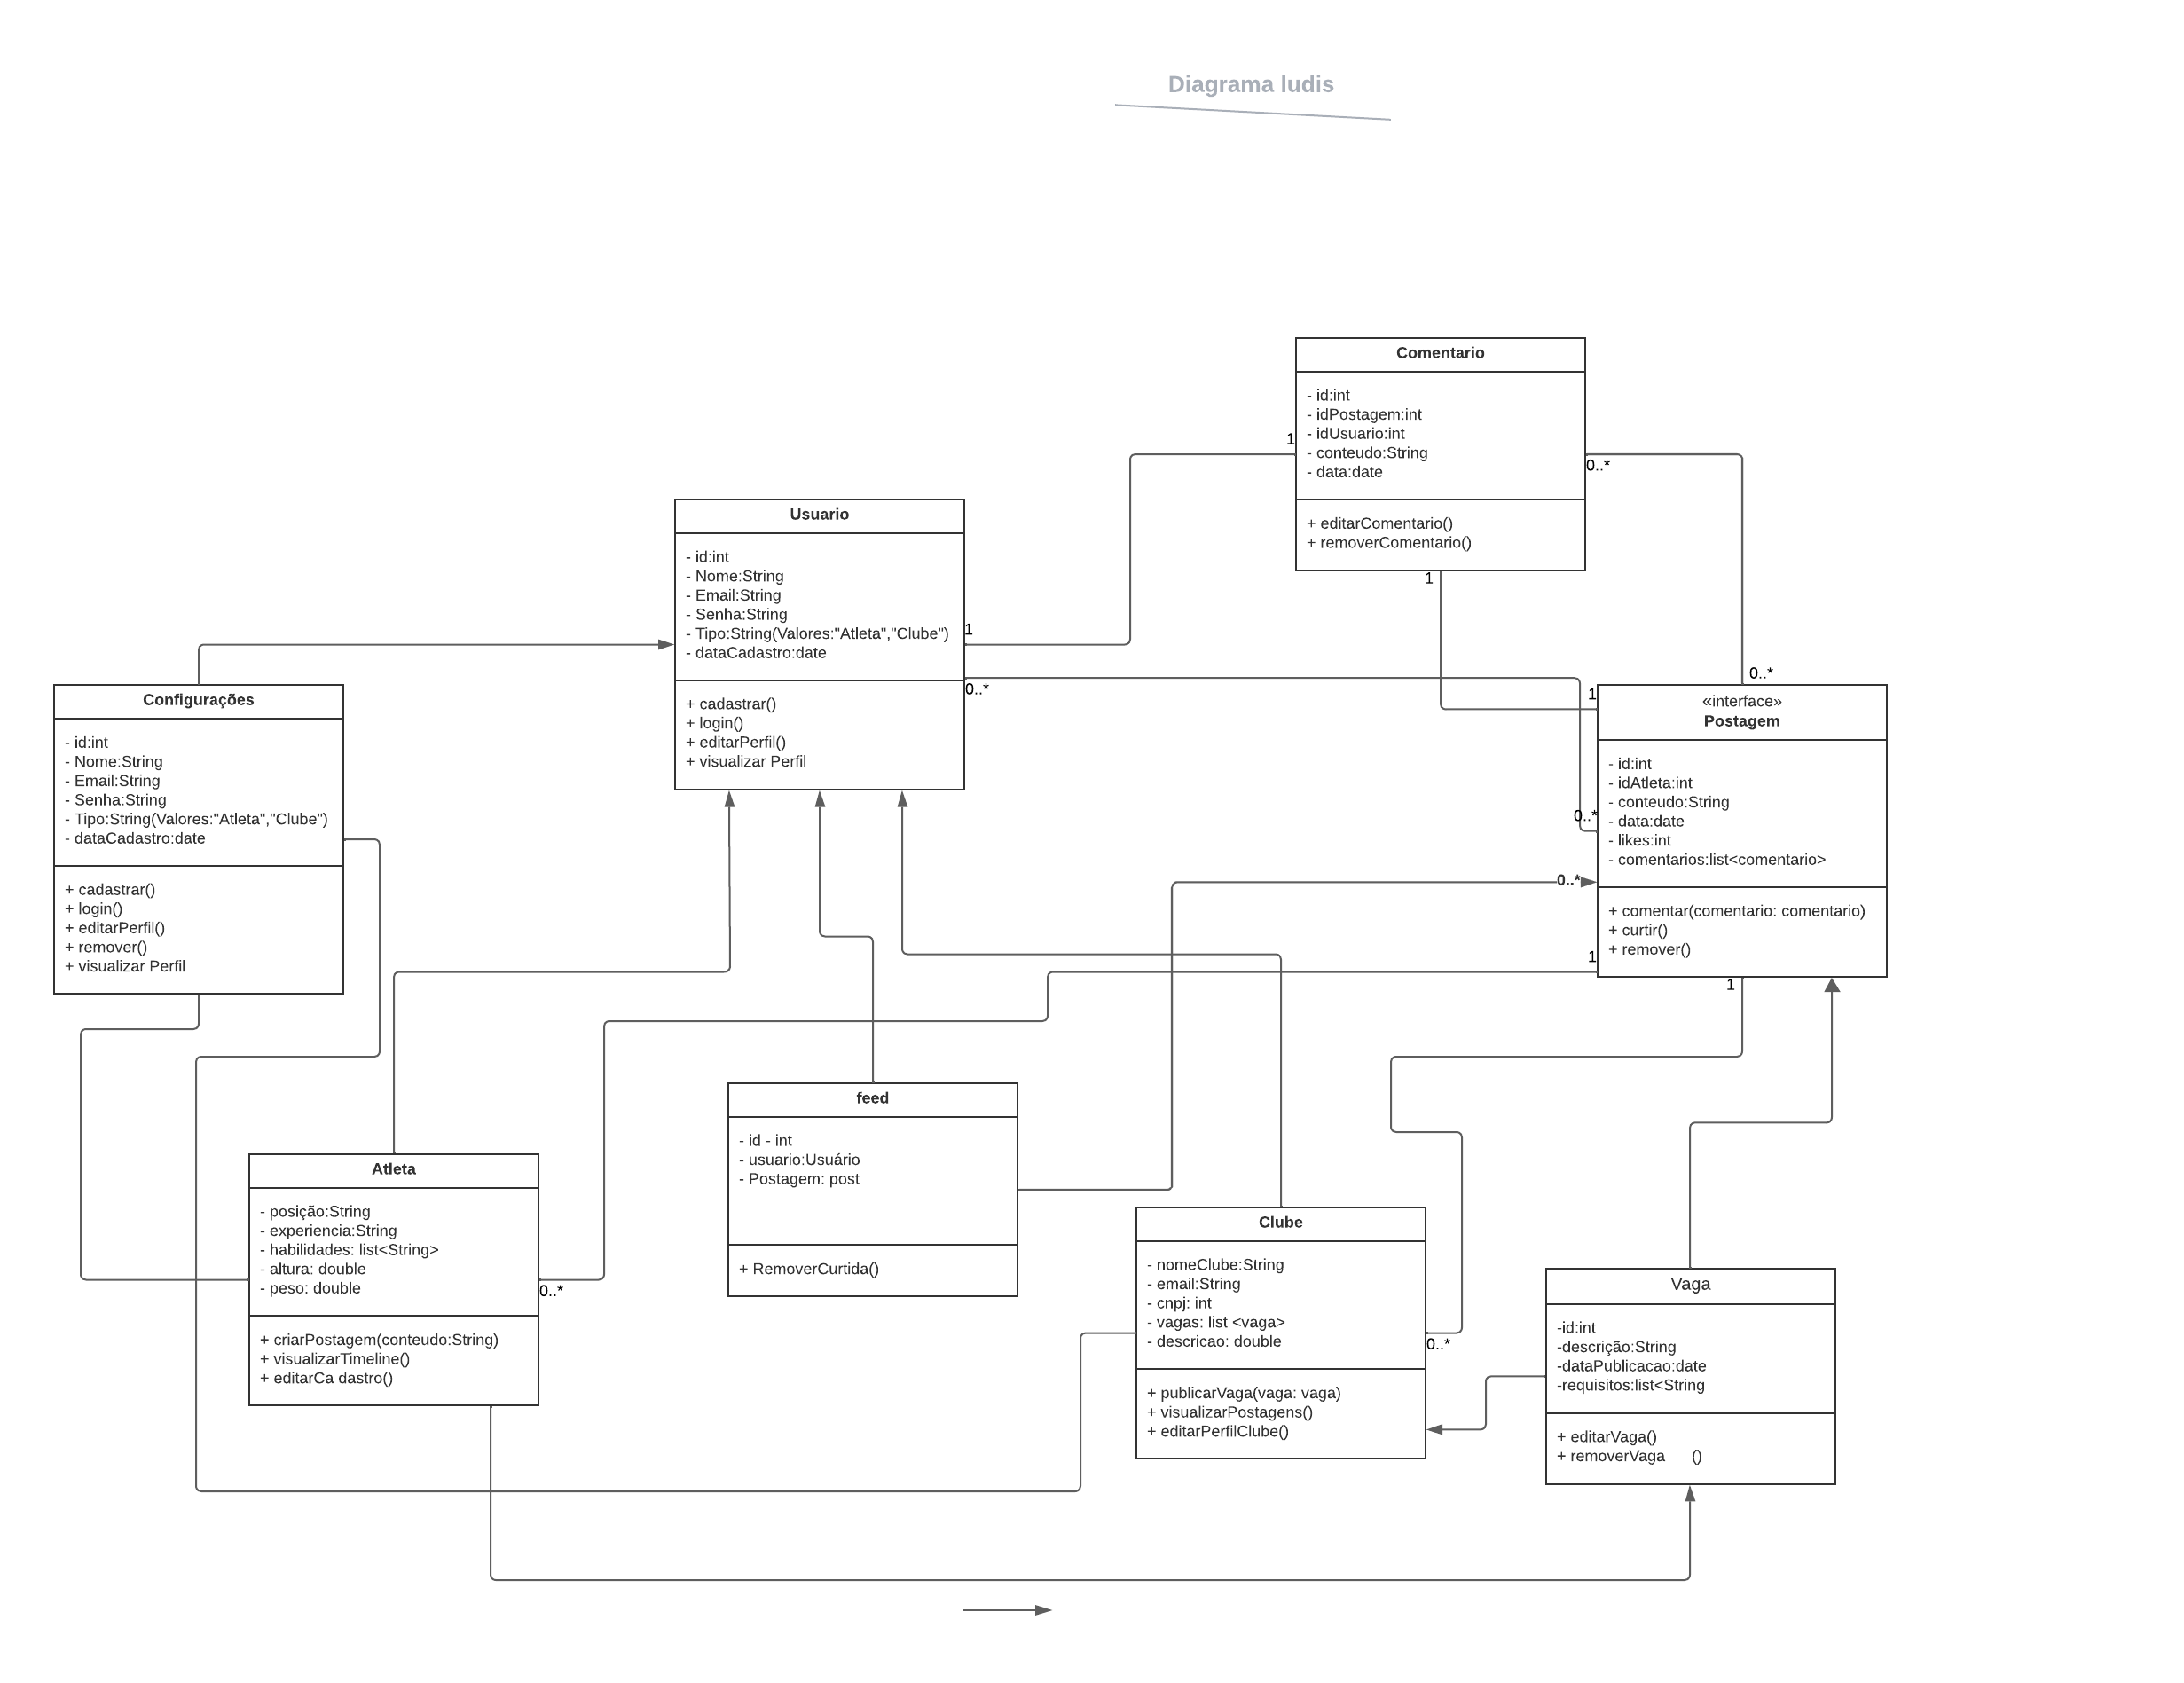 Diagrama ludis
Comentario
- id:int
- idPostagem:int
- idUsuario:int
- conteudo:String
- data:date
+ editarComentario()
+ removerComentario()
1
0..*
1
Usuario
- id:int
- Nome:String
- Email:String
- Senha:String
- Tipo:String(Valores:"Atleta","Clube")
- dataCadastro:date
+ cadastrar()
+ login()
+ editarPerfil()
+ visualizar Perfil
1
0..*
Configurações
- id:int
- Nome:String
- Email:String
- Senha:String
- Tipo:String(Valores:"Atleta","Clube")
- dataCadastro:date
+ cadastrar()
+ login()
+ editarPerfil()
+ remover()
+ visualizar Perfil
0..*
1
«interface»
Postagem
- id:int
- idAtleta:int
- conteudo:String
- data:date
- likes:int
- comentarios:list<comentario>
+ comentar(comentario: comentario)
+ curtir()
+ remover()
0..*
0..*
1
1
feed
- id - int
- usuario:Usuário
- Postagem: post
+ RemoverCurtida()
Atleta
- posição:String
- experiencia:String
- habilidades: list<String>
- altura: double
- peso: double
+ criarPostagem(conteudo:String)
+ visualizarTimeline()
+ editarCa dastro()
0..*
Clube
- nomeClube:String
- email:String
- cnpj: int
- vagas: list <vaga>
- descricao: double
+ publicarVaga(vaga: vaga)
+ visualizarPostagens()
+ editarPerfilClube()
0..*
Vaga
-id:int
-descrição:String
-dataPublicacao:date
-requisitos:list<String
+ editarVaga()
+ removerVaga ()